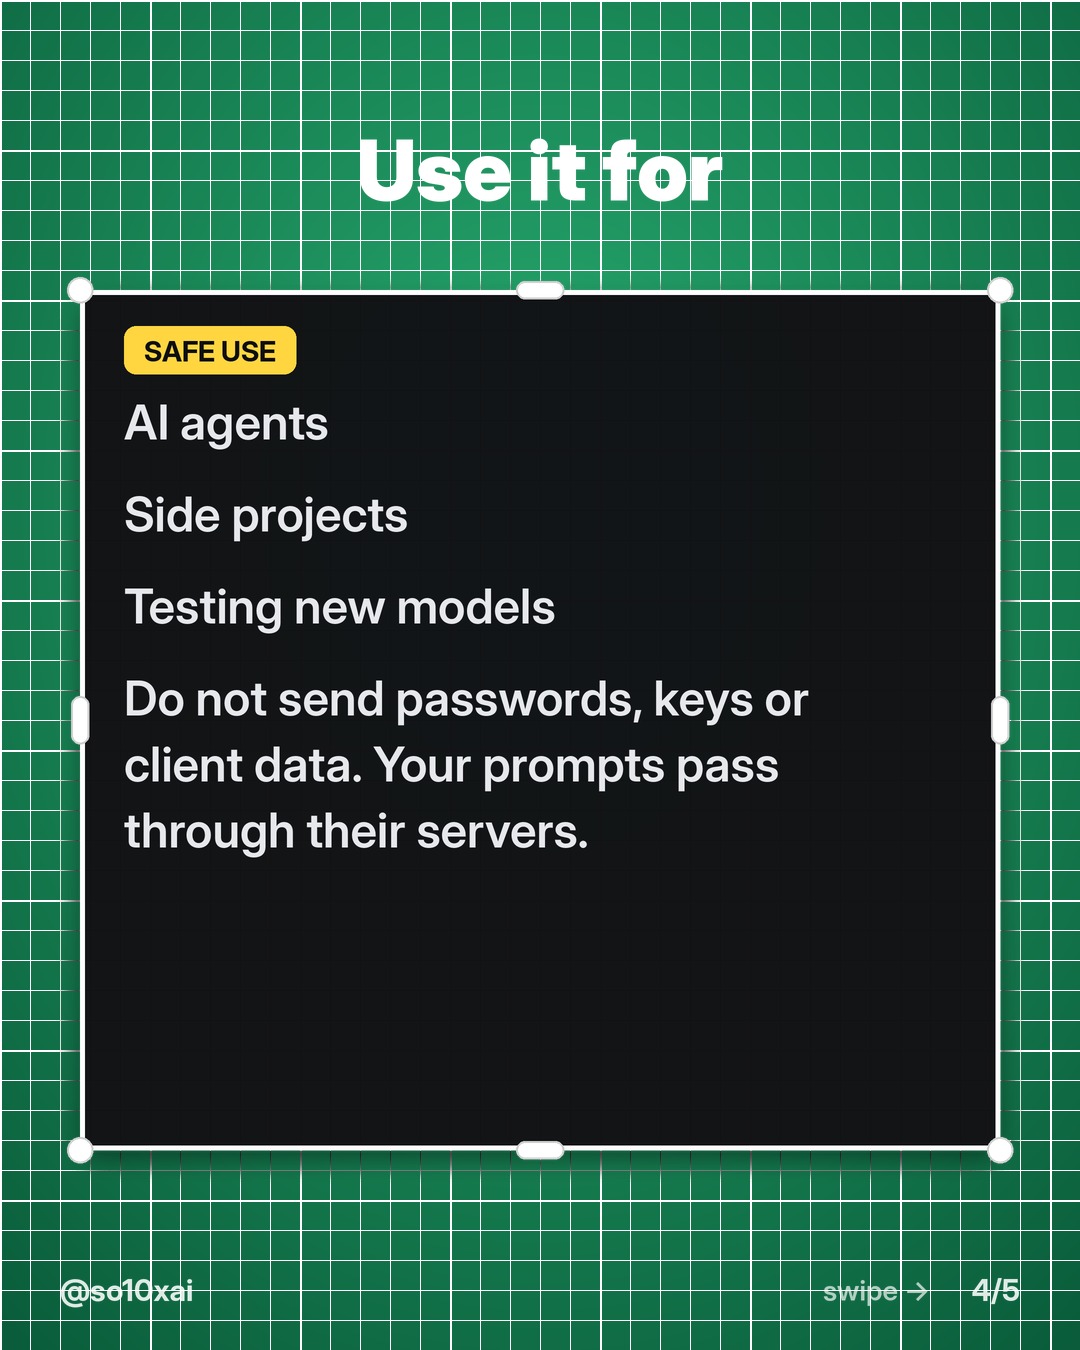 Use it for
SAFE USE
AI agents
Side projects
Testing new models
Do not send passwords, keys or
client data. Your prompts pass
through their servers.
@so10xai
swipe →
4/5